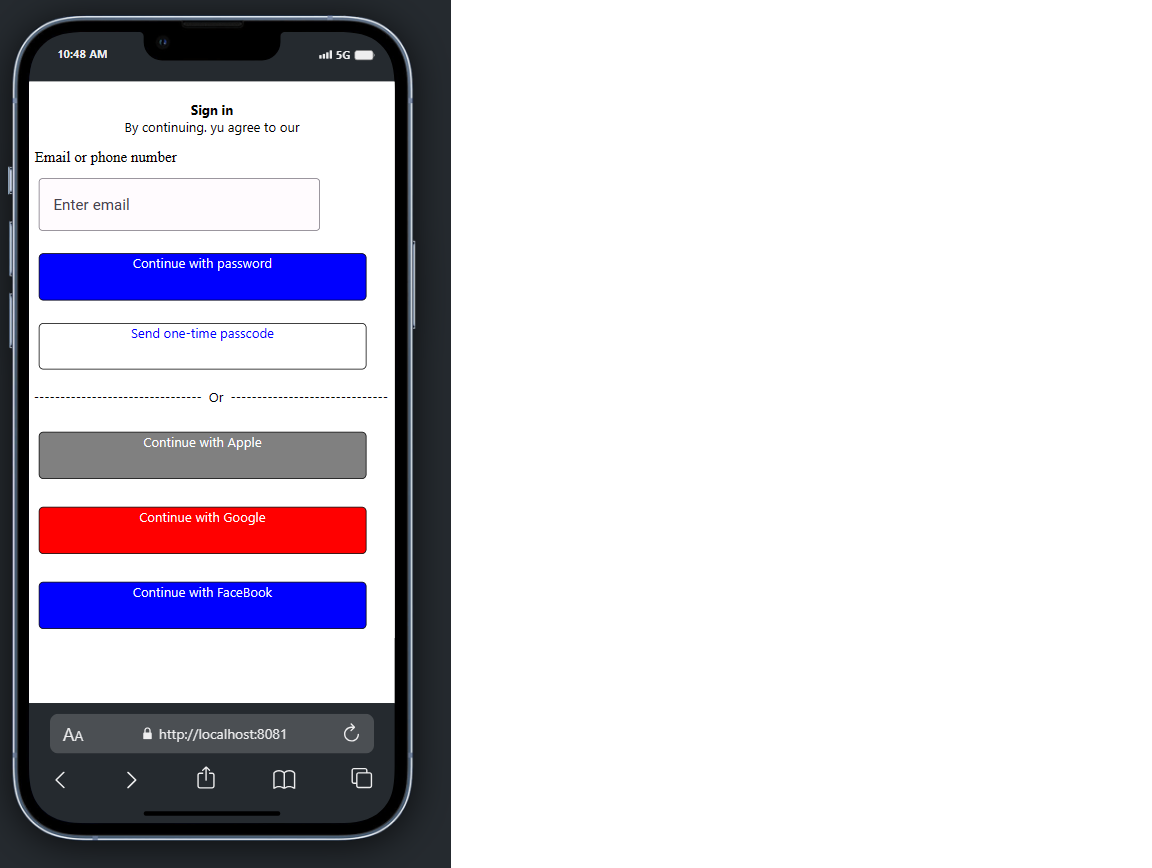 10:48 AM 5G
Sign in
By continuing. yu agree to our
Email or phone number
Enter email
Continue with password
Send one-time passcode
-------------------------------- Or ------------------------------
Continue with Apple
Continue with Google
Continue with FaceBook
AA http://localhost:8081